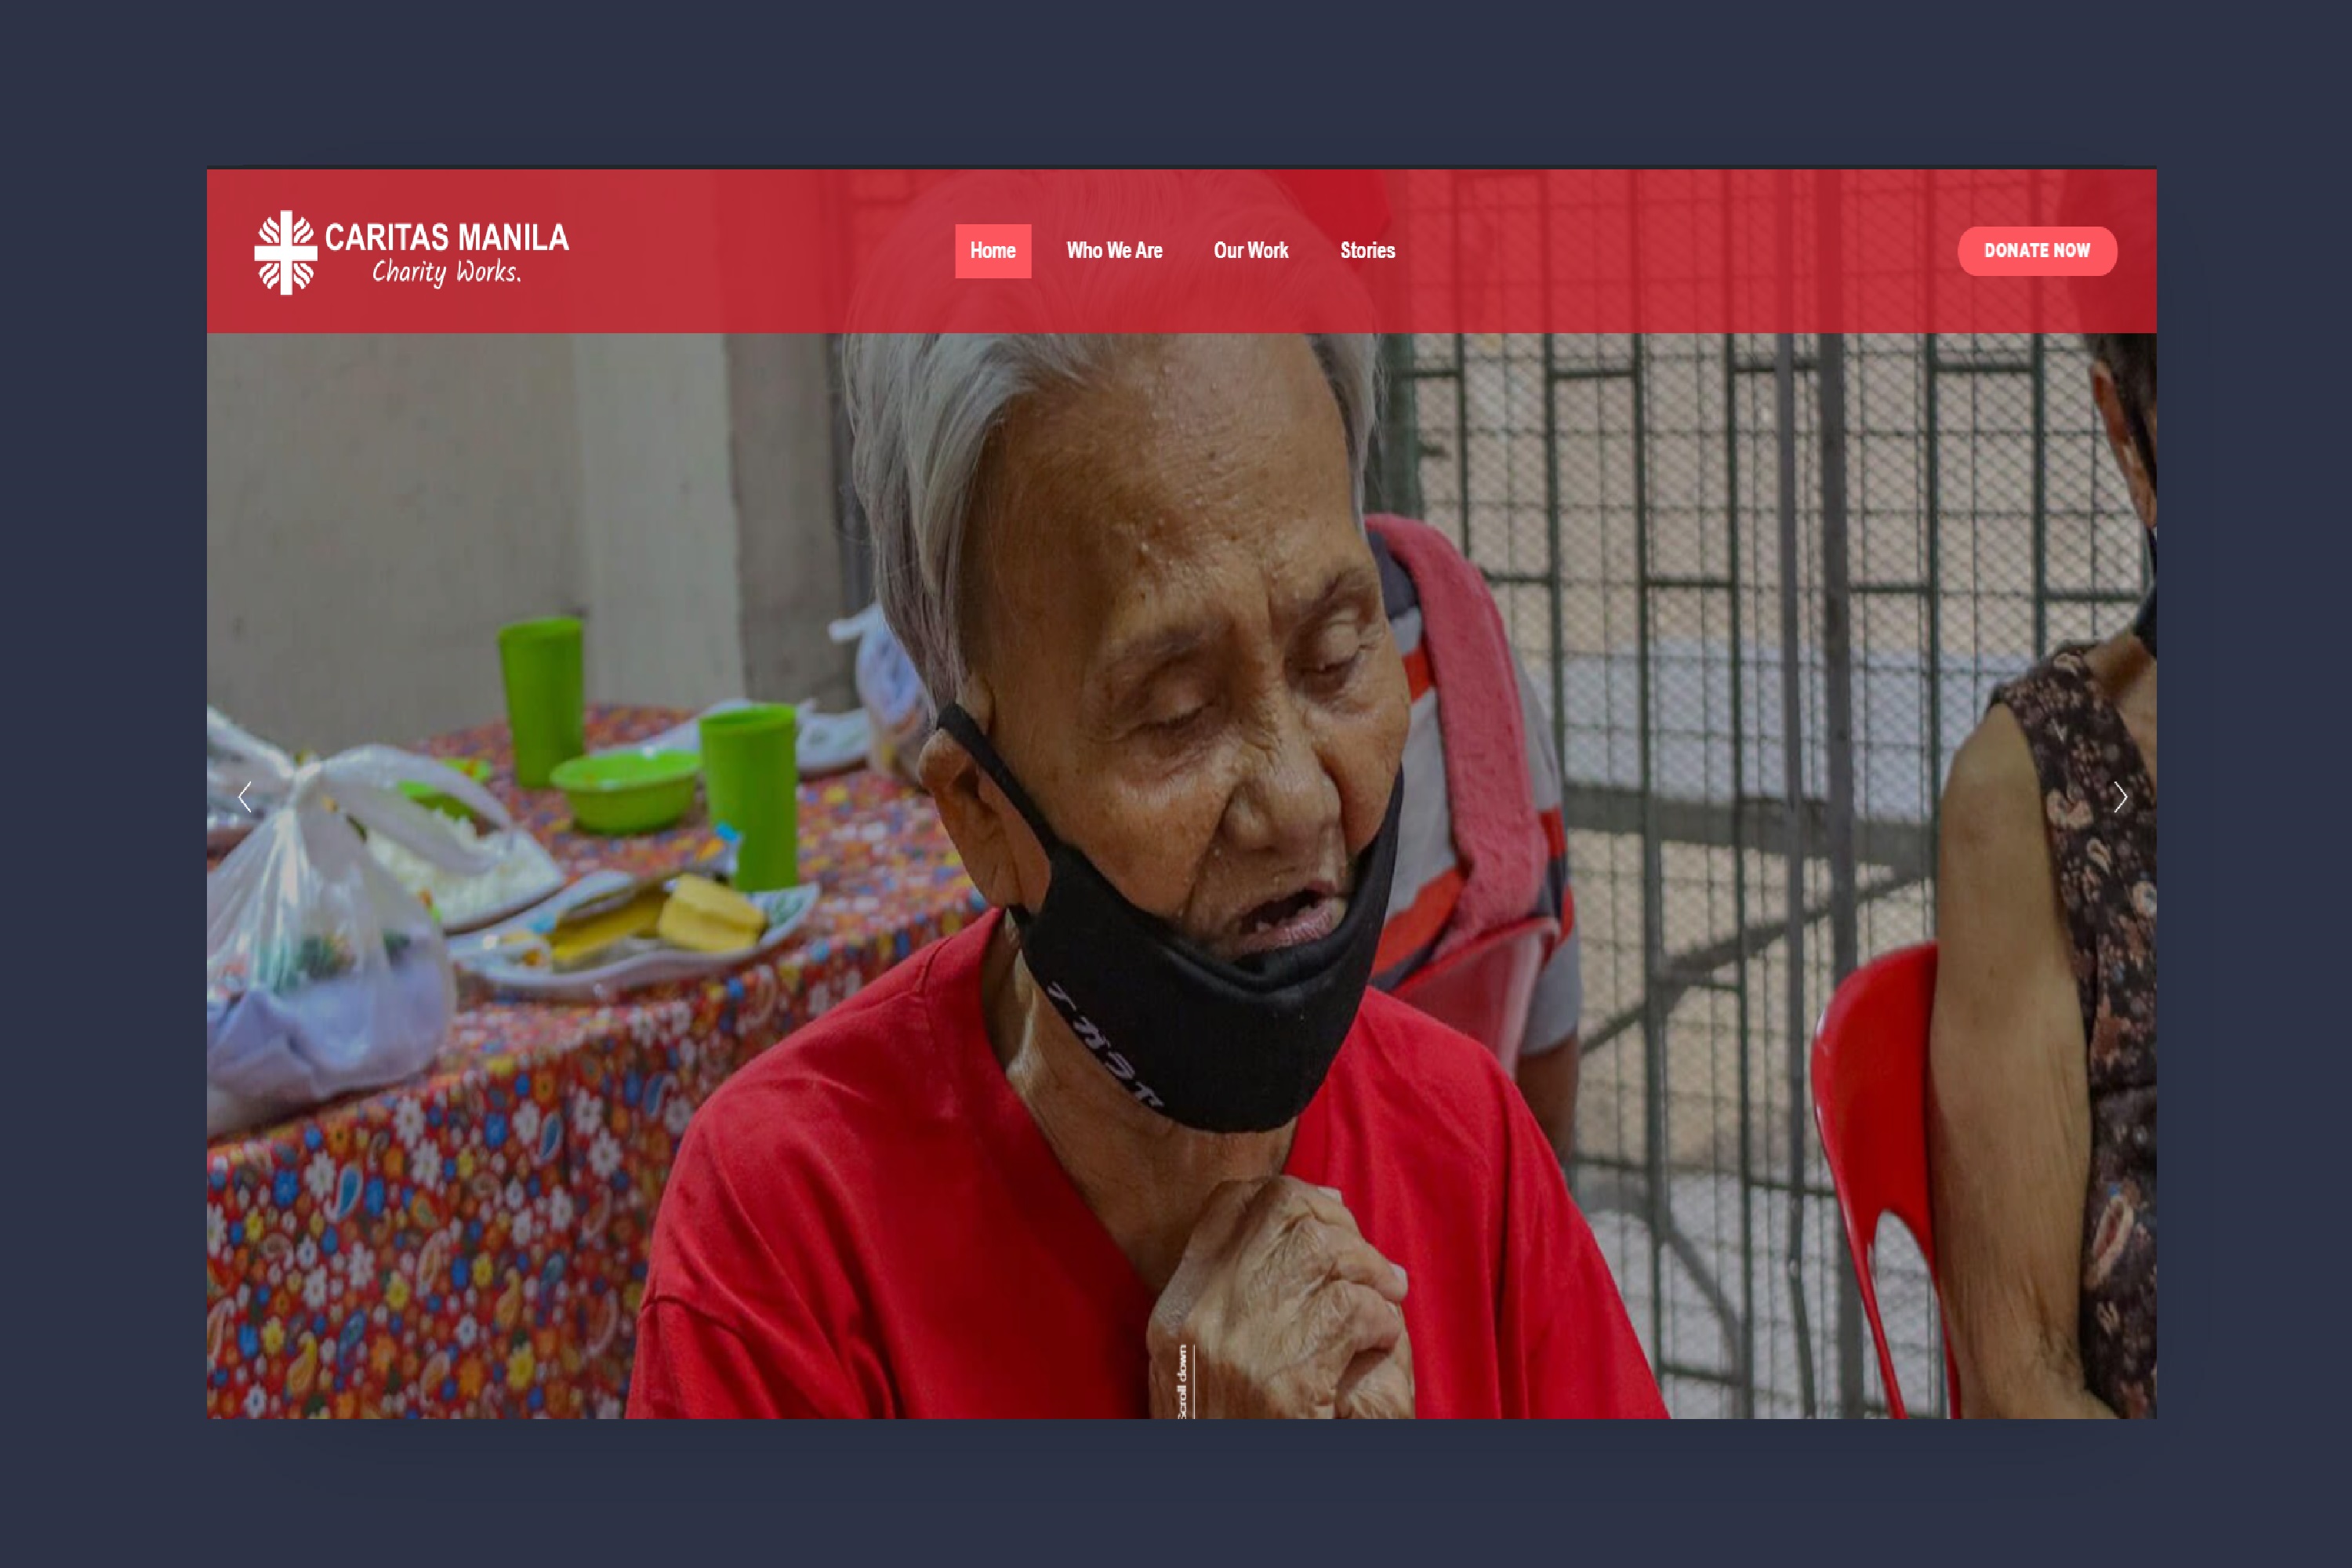 CARITAS MANILA
Charity Works.
Home
Who We Are
Our Work
Stories
DONATE NOW
Scroll down